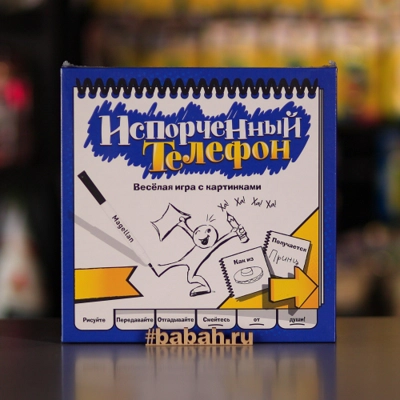 Испорченный
Телефон
Весёлая игра с картинками
Ха! Ха! Ха! Ха!
Magellan
Получается
Принц
Как из
Рисуйте Передавайте Отгадывайте Смейтесь от души!
#babah.ru